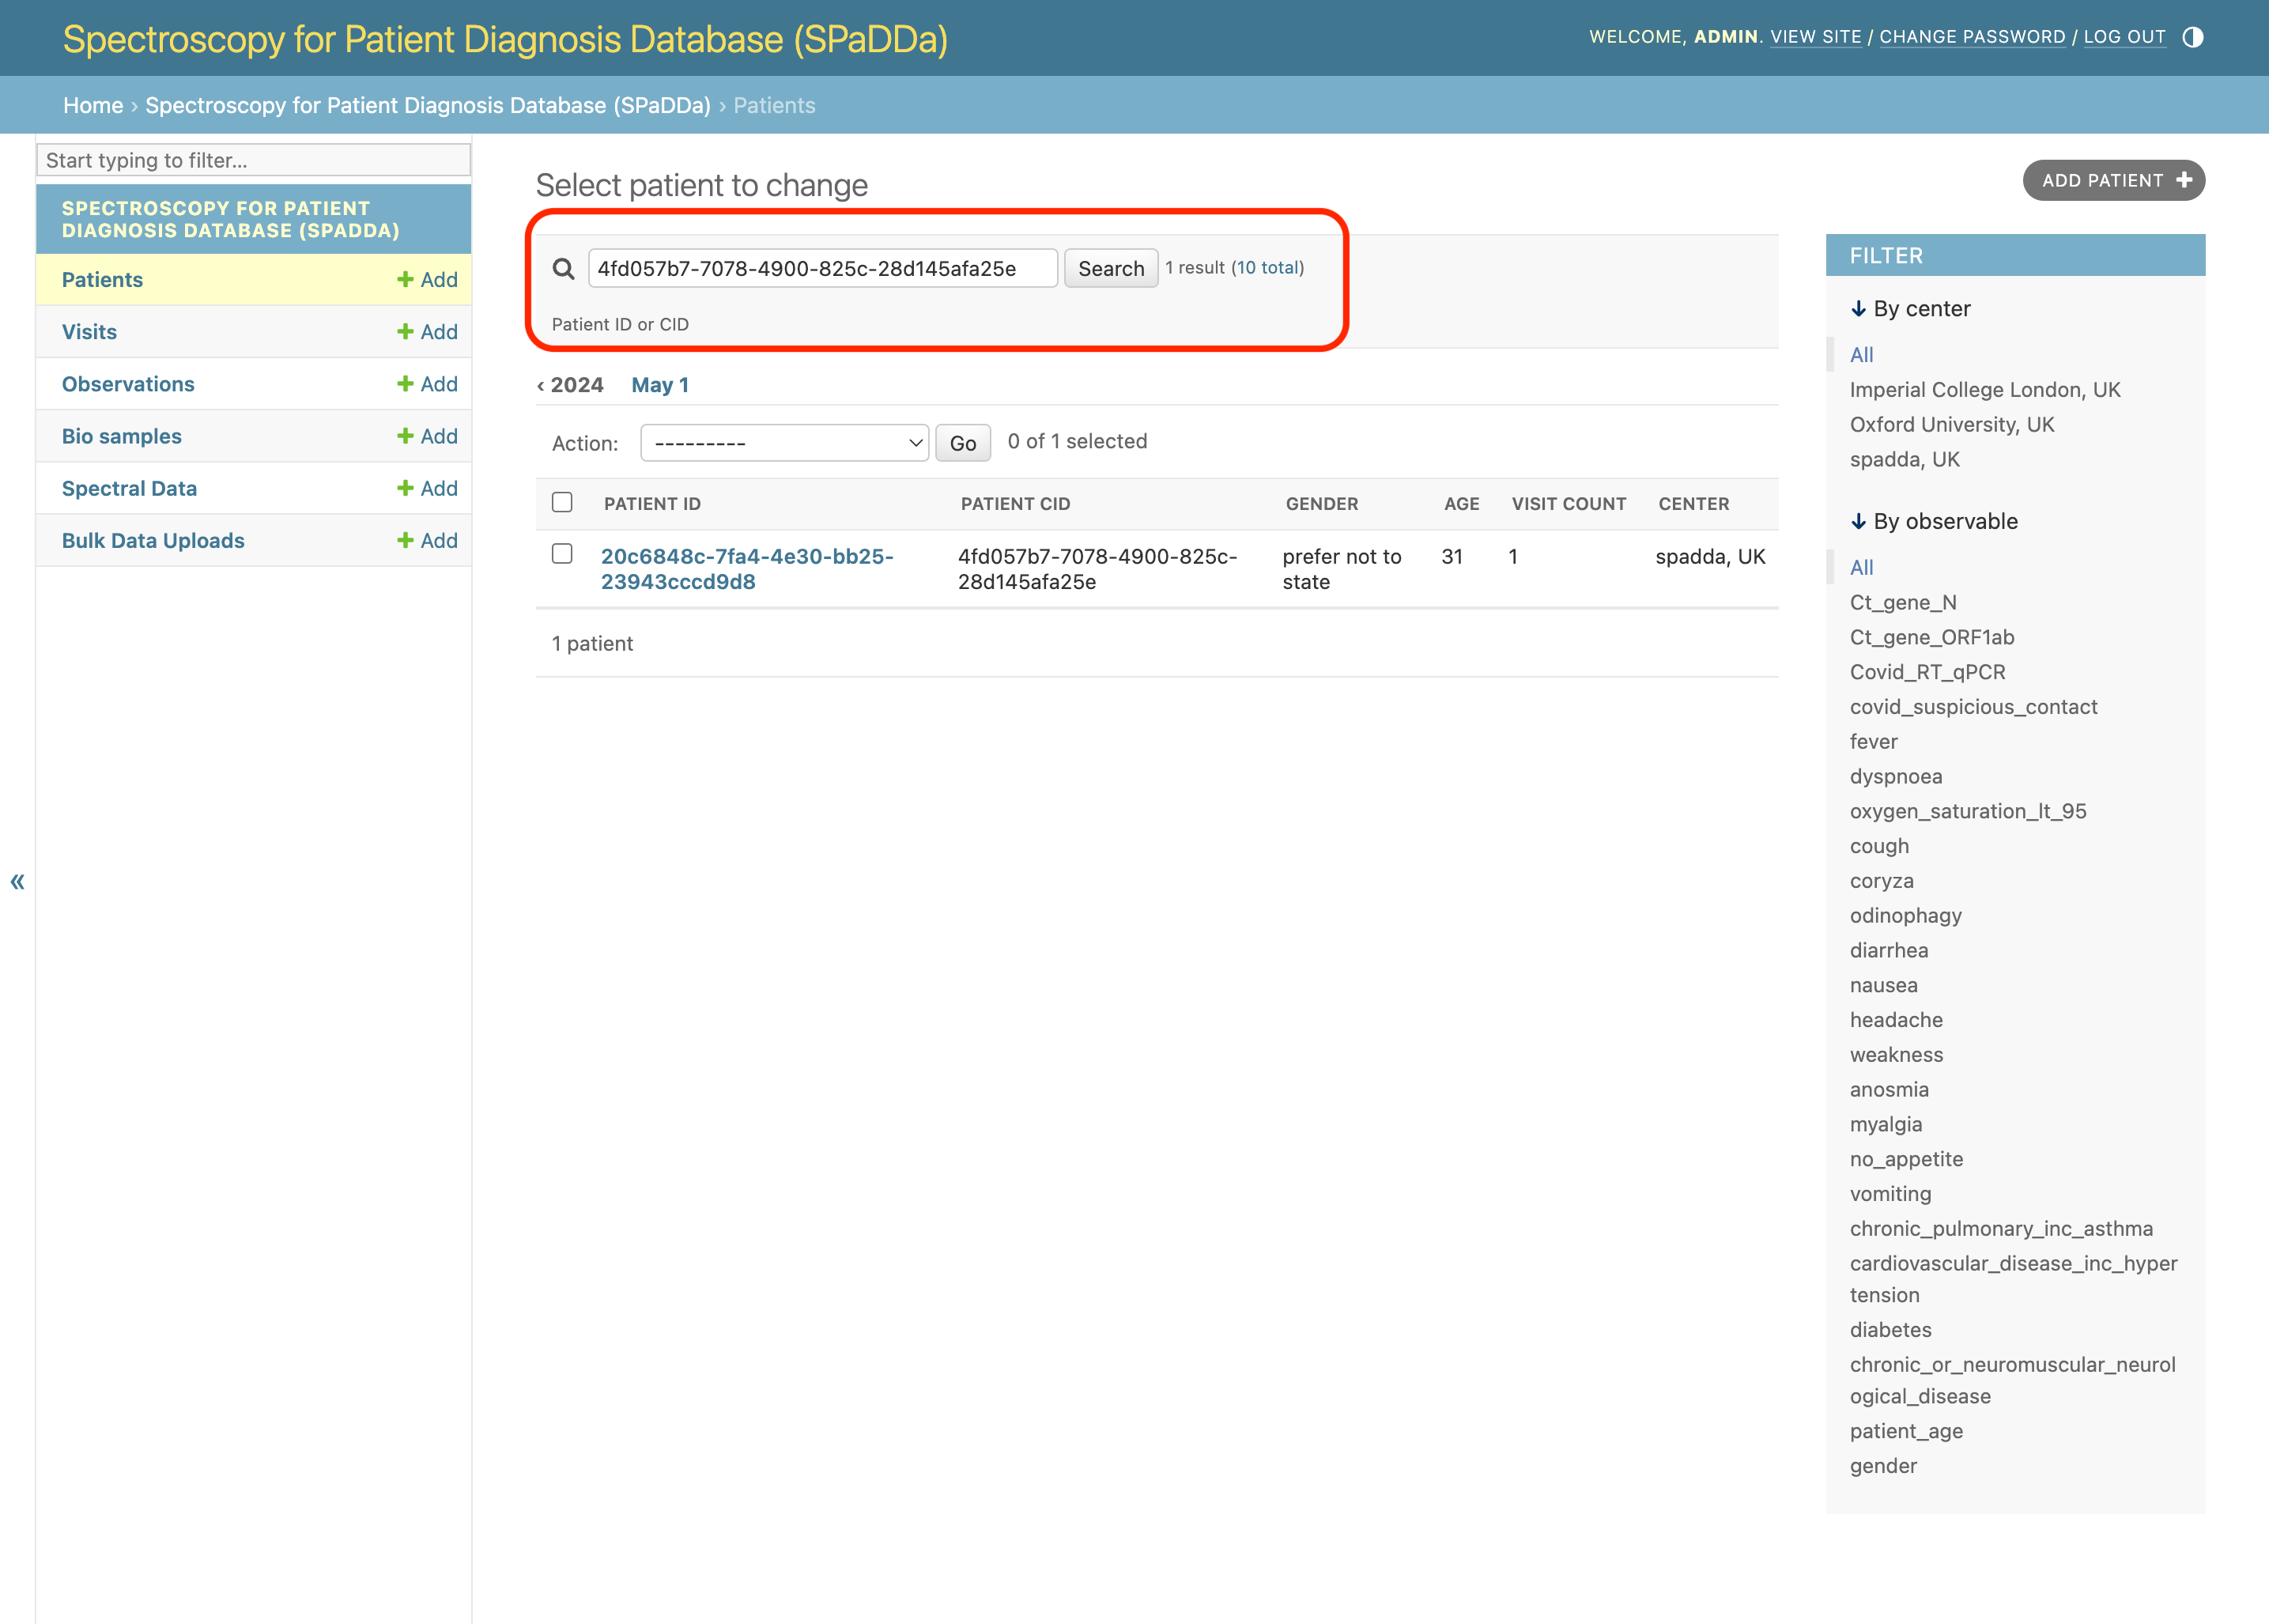 Spectroscopy for Patient Diagnosis Database (SPaDDa)
WELCOME, ADMIN. VIEW SITE / CHANGE PASSWORD / LOG OUT
Home › Spectroscopy for Patient Diagnosis Database (SPaDDa) › Patients
Start typing to filter...
SPECTROSCOPY FOR PATIENT
DIAGNOSIS DATABASE (SPADDA)
Patients + Add
Visits + Add
Observations + Add
Bio samples + Add
Spectral Data + Add
Bulk Data Uploads + Add
«
Select patient to change
ADD PATIENT +
4fd057b7-7078-4900-825c-28d145afa25e Search 1 result (10 total)
Patient ID or CID
‹ 2024 May 1
Action: --------- Go 0 of 1 selected
PATIENT ID PATIENT CID GENDER AGE VISIT COUNT CENTER
20c6848c-7fa4-4e30-bb25- 4fd057b7-7078-4900-825c- prefer not to 31 1 spadda, UK
23943cccd9d8 28d145afa25e state
1 patient
FILTER
↓ By center
All
Imperial College London, UK
Oxford University, UK
spadda, UK
↓ By observable
All
Ct_gene_N
Ct_gene_ORF1ab
Covid_RT_qPCR
covid_suspicious_contact
fever
dyspnoea
oxygen_saturation_lt_95
cough
coryza
odinophagy
diarrhea
nausea
headache
weakness
anosmia
myalgia
no_appetite
vomiting
chronic_pulmonary_inc_asthma
cardiovascular_disease_inc_hyper
tension
diabetes
chronic_or_neuromuscular_neurol
ogical_disease
patient_age
gender